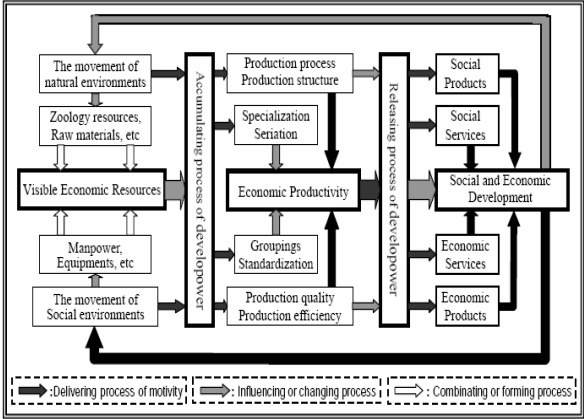 The movement of
natural environments
Zoology resources,
Raw materials, etc
Visible Economic Resources
Manpower,
Equipments, etc
The movement of
Social environments
Accumulating process of developower
Production process
Production structure
Specialization
Seriation
Economic Productivity
Groupings
Standardization
Production quality
Production efficiency
Releasing process of developower
Social
Products
Social
Services
Social and Economic
Development
Economic
Services
Economic
Products
:Delivering process of motivity
:Influencing or changing process
: Combinating or forming process